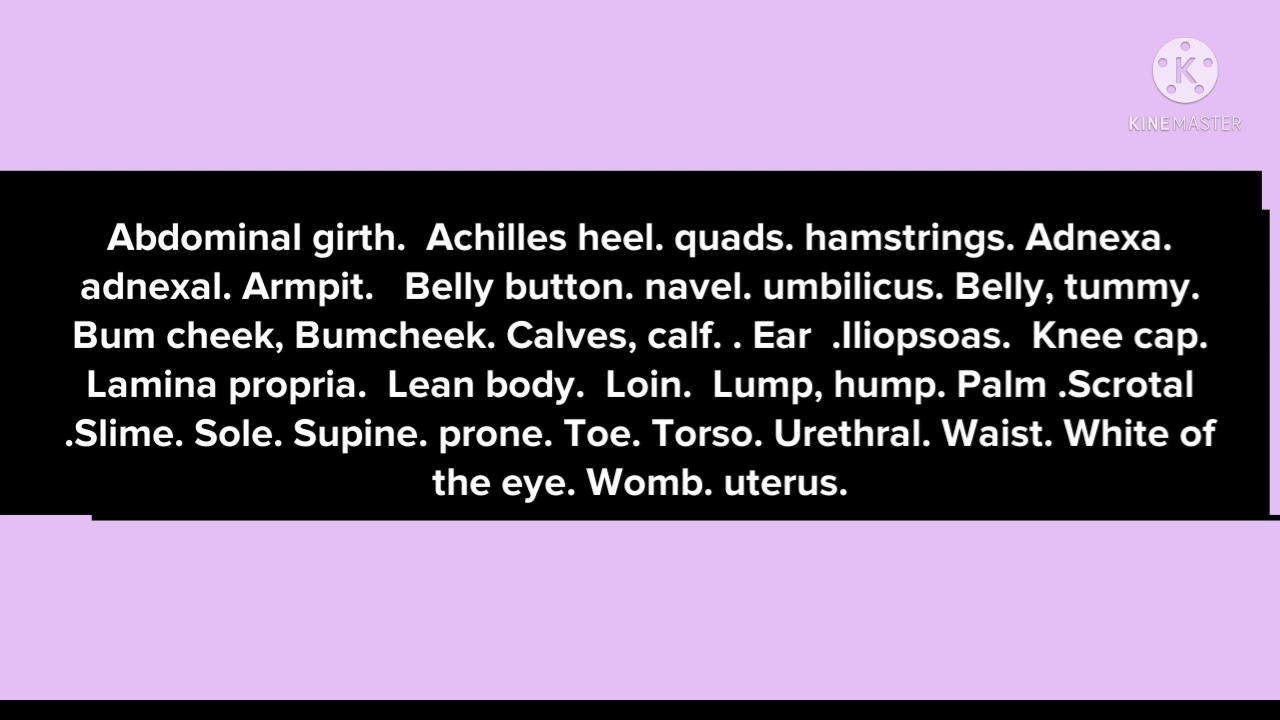 KINEMASTER
Abdominal girth.  Achilles heel. quads. hamstrings. Adnexa.
adnexal. Armpit.   Belly button. navel. umbilicus. Belly, tummy.
Bum cheek, Bumcheek. Calves, calf. . Ear  .Iliopsoas.  Knee cap.
Lamina propria.  Lean body.  Loin.  Lump, hump. Palm .Scrotal
.Slime. Sole. Supine. prone. Toe. Torso. Urethral. Waist. White of
the eye. Womb. uterus.